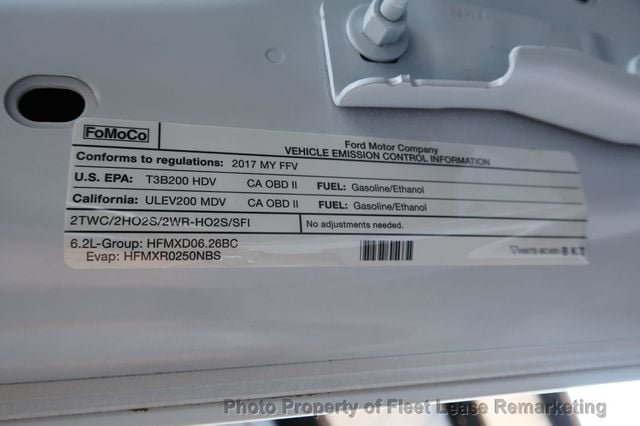 FoMoCo
Ford Motor Company
VEHICLE EMISSION CONTROL INFORMATION
Conforms to regulations: 2017 MY FFV
U.S. EPA: T3B200 HDV CA OBD II FUEL: Gasoline/Ethanol
California: ULEV200 MDV CA OBD II FUEL: Gasoline/Ethanol
2TWC/2HO2S/2WR-HO2S/SFI No adjustments needed.
6.2L-Group: HFMXD06.26BC
Evap: HFMXR0250NBS
BKT
Photo Property of Fleet Lease Remarketing